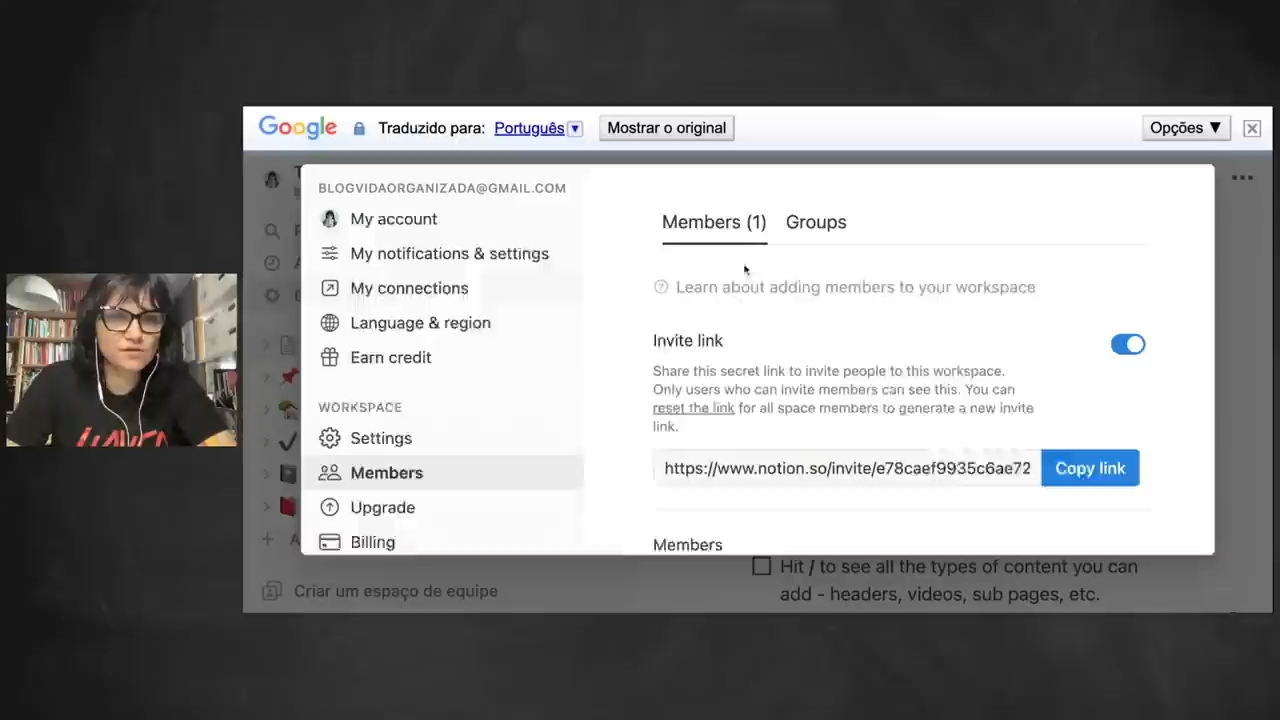 Google Traduzido para: Português ▼ Mostrar o original Opções ▼
BLOGVIDAORGANIZADA@GMAIL.COM
My account
My notifications & settings
My connections
Language & region
Earn credit
WORKSPACE
Settings
Members
Upgrade
Billing
Criar um espaço de equipe
Members (1) Groups
Learn about adding members to your workspace
Invite link
Share this secret link to invite people to this workspace.
Only users who can invite members can see this. You can
reset the link for all space members to generate a new invite
link.
https://www.notion.so/invite/e78caef9935c6ae72 Copy link
Members
Hit / to see all the types of content you can
add - headers, videos, sub pages, etc.